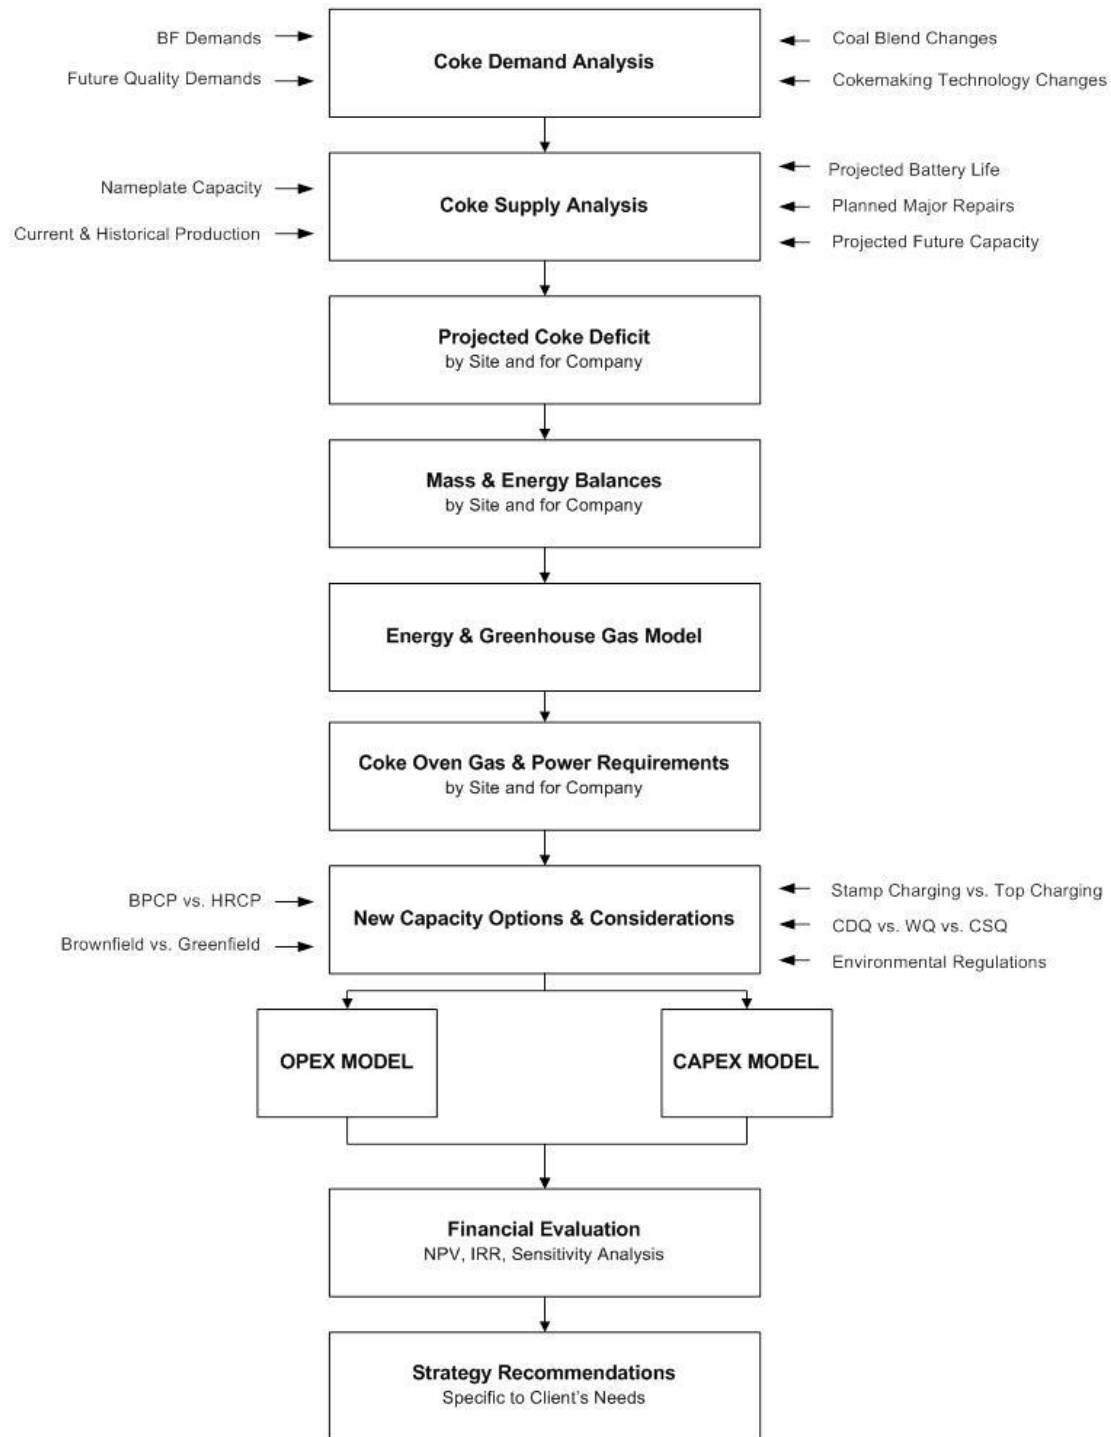 BF Demands
Future Quality Demands
Coke Demand Analysis
Coal Blend Changes
Cokemaking Technology Changes
Nameplate Capacity
Current & Historical Production
Coke Supply Analysis
Projected Battery Life
Planned Major Repairs
Projected Future Capacity
Projected Coke Deficit
by Site and for Company
Mass & Energy Balances
by Site and for Company
Energy & Greenhouse Gas Model
Coke Oven Gas & Power Requirements
by Site and for Company
BPCP vs. HRCP
Brownfield vs. Greenfield
New Capacity Options & Considerations
Stamp Charging vs. Top Charging
CDQ vs. WQ vs. CSQ
Environmental Regulations
OPEX MODEL
CAPEX MODEL
Financial Evaluation
NPV, IRR, Sensitivity Analysis
Strategy Recommendations
Specific to Client's Needs